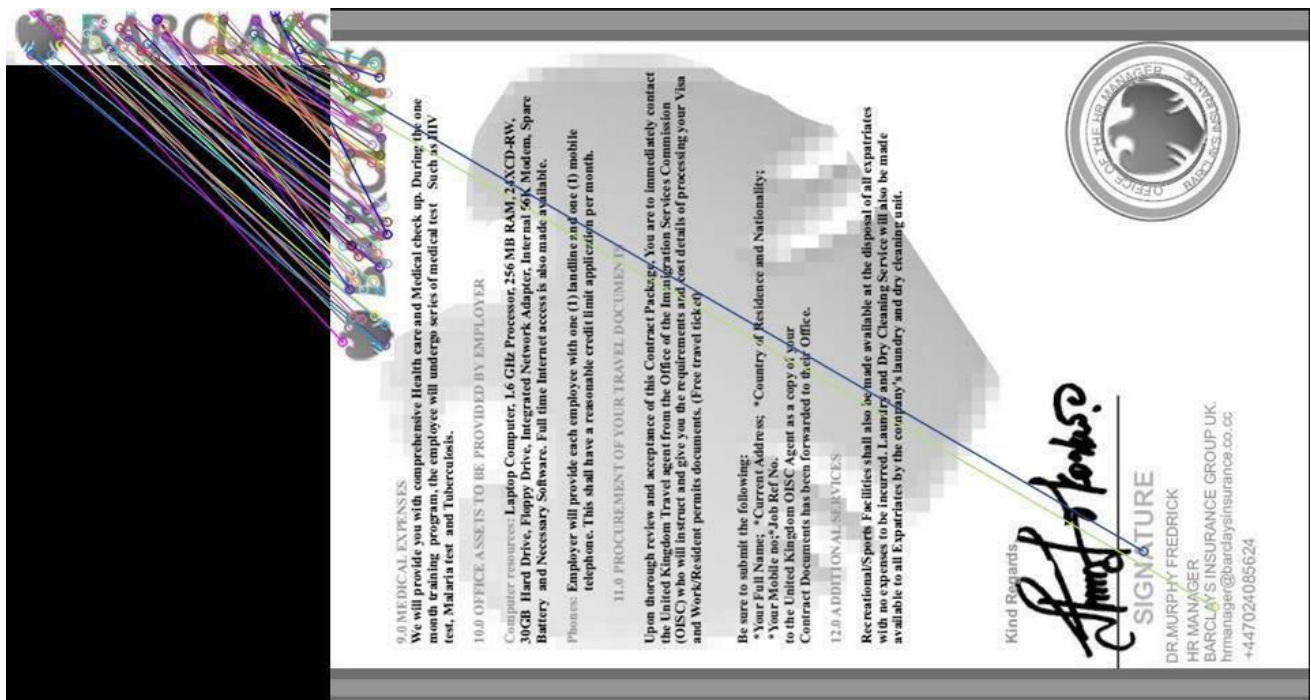 BARCLAYS
BARCLAYS
9.0 MEDICAL EXPENSES
We will provide you with comprehensive Health care and Medical check up. During the one
month training program, the employee will undergo series of medical test Such as HIV
test, Malaria test and Tuberculosis.
10.0 OFFICE ASSETS TO BE PROVIDED BY EMPLOYER
Computer resources: Laptop Computer, 1.6 GHz Processor, 256 MB RAM, 24XCD-RW,
30GB Hard Drive, Floppy Drive, Integrated Network Adapter, Internal 56K Modem, Spare
Battery and Necessary Software. Full time Internet access is also made available.
Phones: Employer will provide each employee with one (1) landline and one (1) mobile
telephone. This shall have a reasonable credit limit application per month.
11.0 PROCUREMENT OF YOUR TRAVEL DOCUMENTS
Upon thorough review and acceptance of this Contract Package, You are to immediately contact
the United Kingdom Travel agent from the Office of the Immigration Services Commission
(OISC) who will instruct and give you the requirements and cost details of processing your Visa
and Work/Resident permits documents. (Free travel ticket)
Be sure to submit the following:
*Your Full Name; *Current Address; *Country of Residence and Nationality;
*Your Mobile no;*Job Ref No.
to the United Kingdom OISC Agent as a copy of your
Contract Documents has been forwarded to their Office.
12.0 ADDITIONAL SERVICES
Recreational/Sports Facilities shall also be made available at the disposal of all expatriates
with no expenses to be incurred. Laundry and Dry Cleaning Service will also be made
available to all Expatriates by the company's laundry and dry cleaning unit.
Kind Regards
SIGNATURE
DR.MURPHY FREDRICK
HR MANAGER
BARCLAYS INSURANCE GROUP UK.
hrmanager@barclaysinsurance.co.cc
+447024085624
OFFICE OF THE HR MANAGER
BARCLAYS INSURANCE